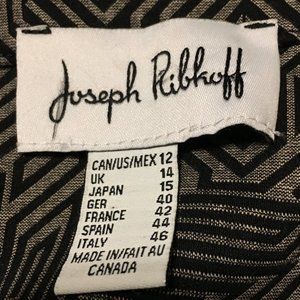 Joseph Ribkoff
CAN/US/MEX 12
UK 14
JAPAN 15
GER. 40
FRANCE 42
SPAIN 44
ITALY 46
MADE IN/FAIT AU
CANADA